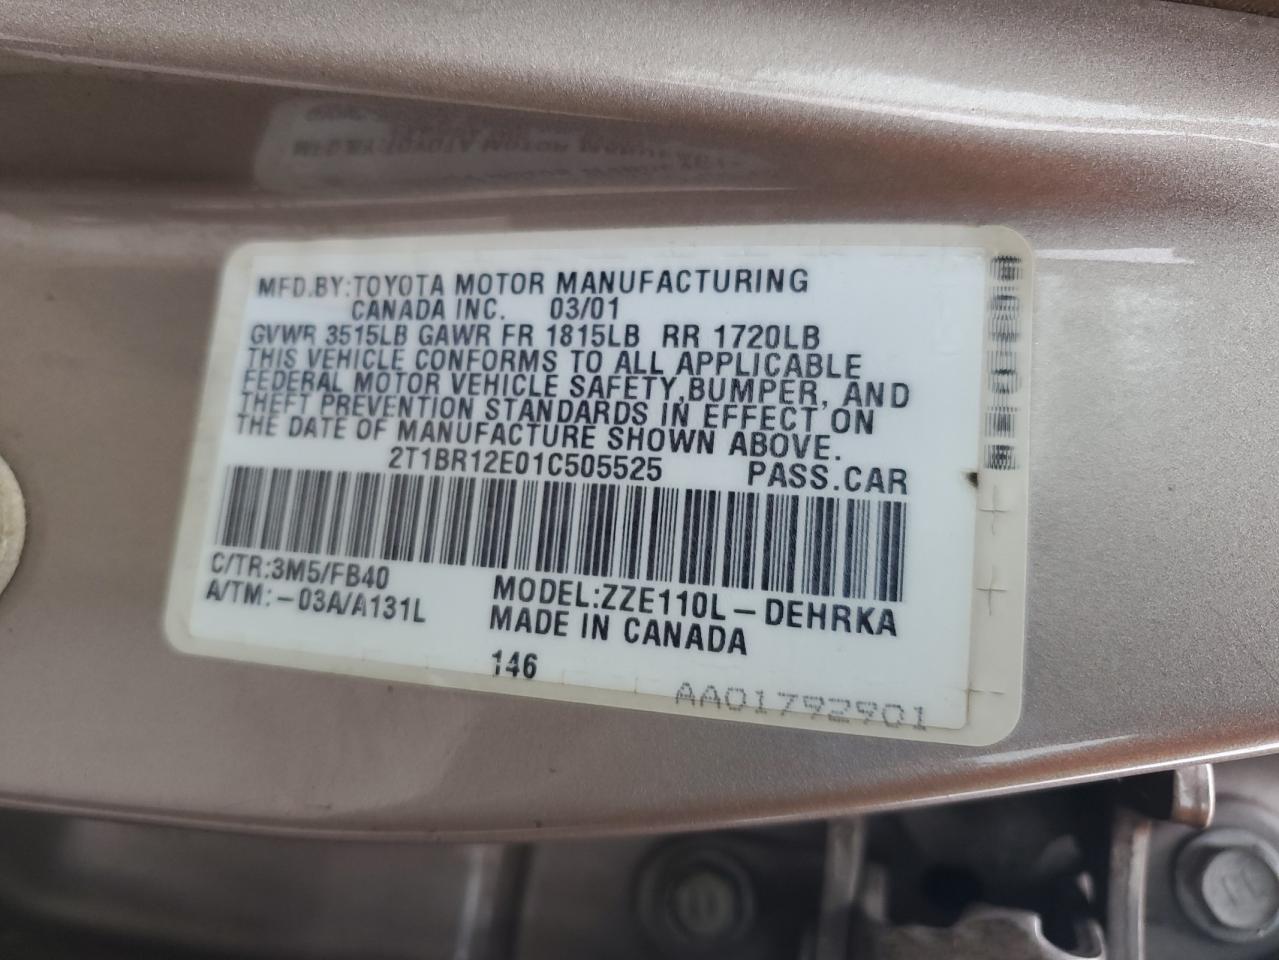 MFD.BY:TOYOTA MOTOR MANUFACTURING
CANADA INC. 03/01
GVWR 3515LB GAWR FR 1815LB RR 1720LB
THIS VEHICLE CONFORMS TO ALL APPLICABLE
FEDERAL MOTOR VEHICLE SAFETY,BUMPER, AND
THEFT PREVENTION STANDARDS IN EFFECT ON
THE DATE OF MANUFACTURE SHOWN ABOVE.
2T1BR12E01C505525 PASS.CAR
C/TR:3M5/FB40
A/TM:-03A/A131L
MODEL:ZZE110L-DEHRKA
MADE IN CANADA
146
AA01792901